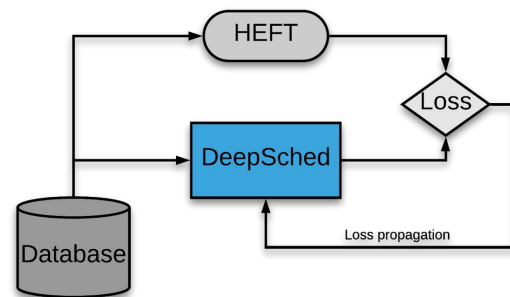 HEFT
Loss
DeepSched
Loss propagation
Database